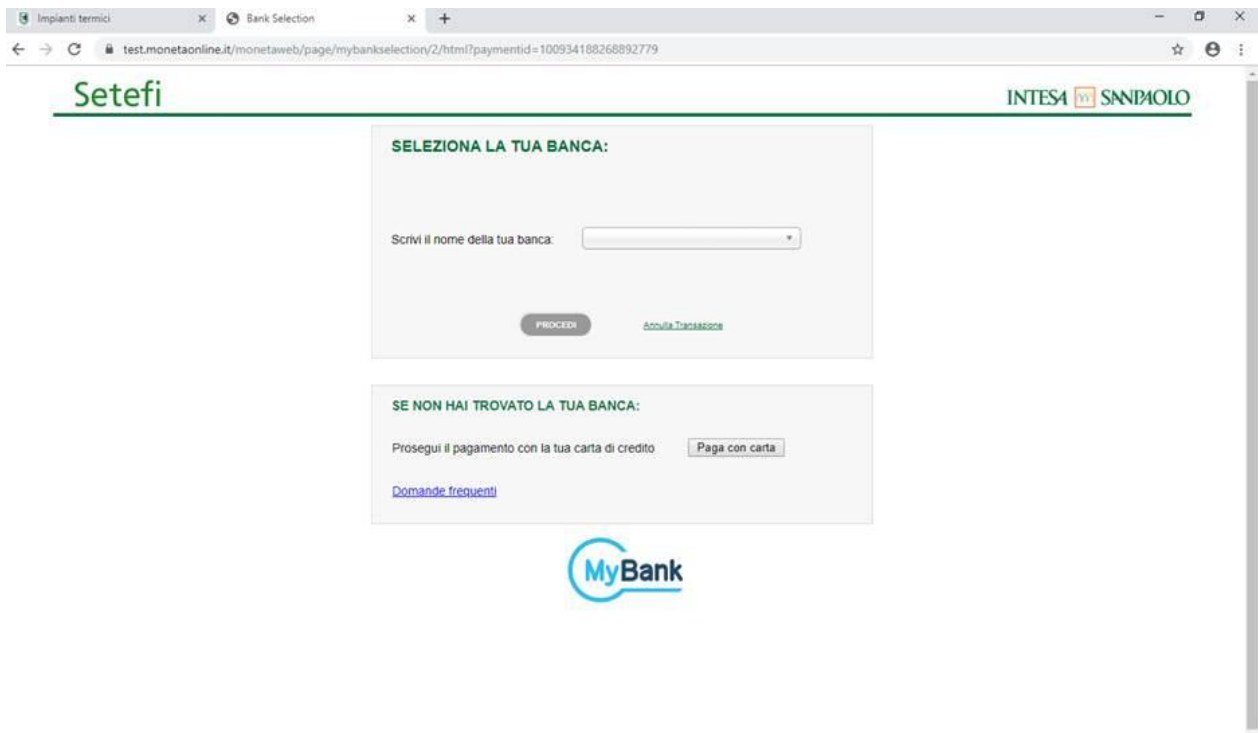 Impianti termici
Bank Selection
test.monetaonline.it/monetaweb/page/mybankselection/2/html?paymentid=100934188268892779
Setefi
INTESA SANPAOLO
SELEZIONA LA TUA BANCA:
Scrivi il nome della tua banca:
PROCEDI
Annulla Transazione
SE NON HAI TROVATO LA TUA BANCA:
Prosegui il pagamento con la tua carta di credito
Paga con carta
Domande frequenti
MyBank